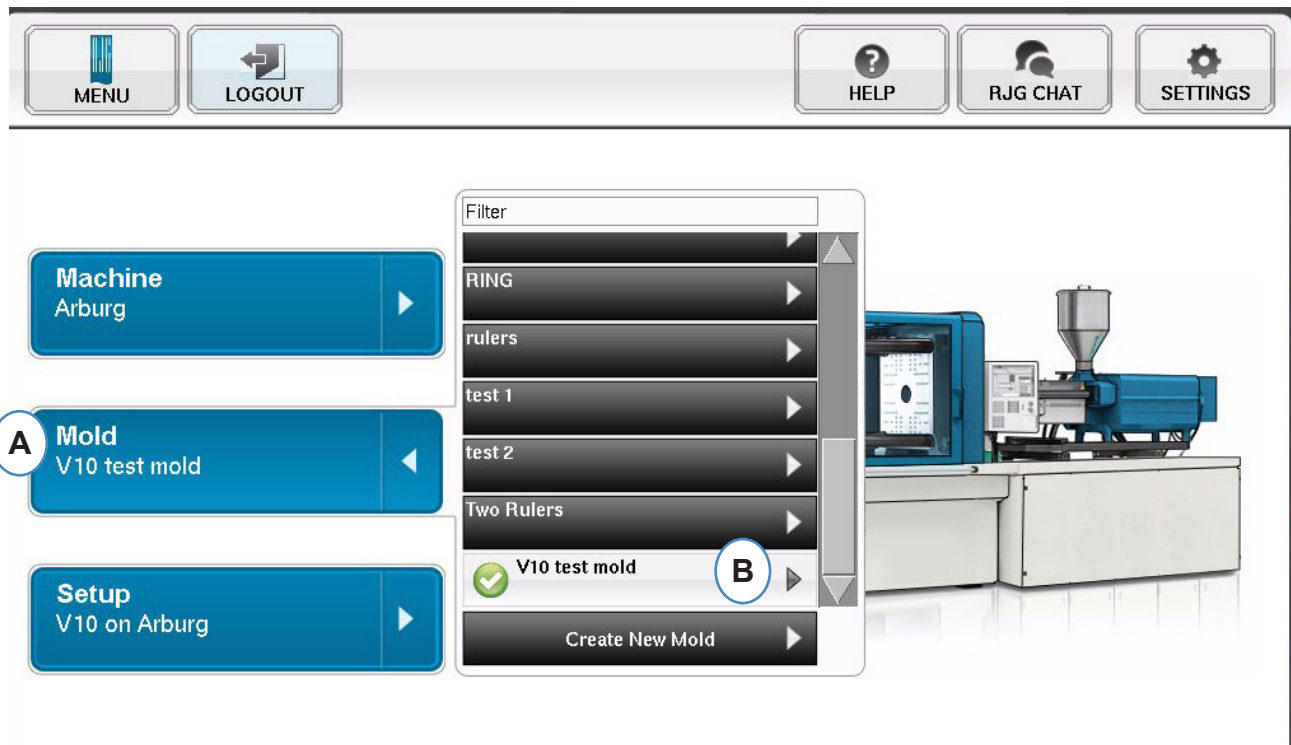 MENU
LOGOUT
HELP
RJG CHAT
SETTINGS
Filter
Machine
Arburg
RING
rulers
test 1
A
Mold
V10 test mold
test 2
Two Rulers
V10 test mold
B
Setup
V10 on Arburg
Create New Mold